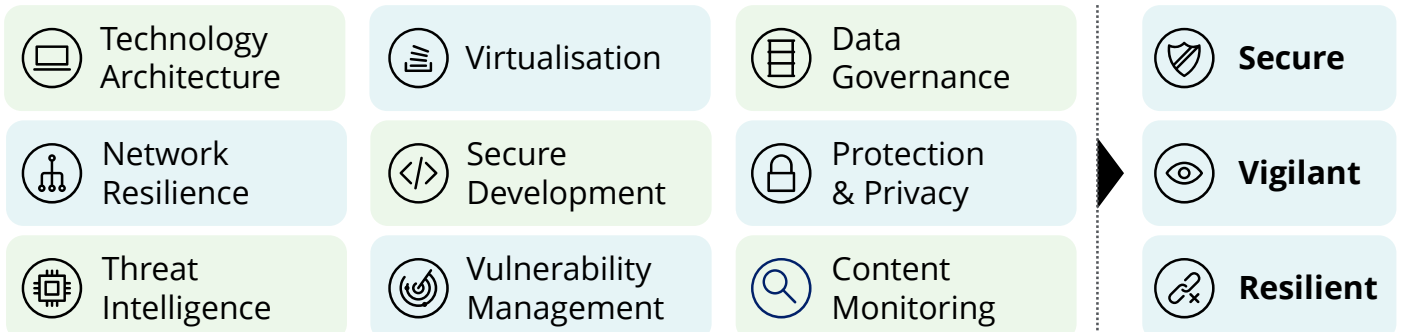 Technology
Architecture
Virtualisation
Data
Governance
Secure
Network
Resilience
Secure
Development
Protection
& Privacy
Vigilant
Threat
Intelligence
Vulnerability
Management
Content
Monitoring
Resilient